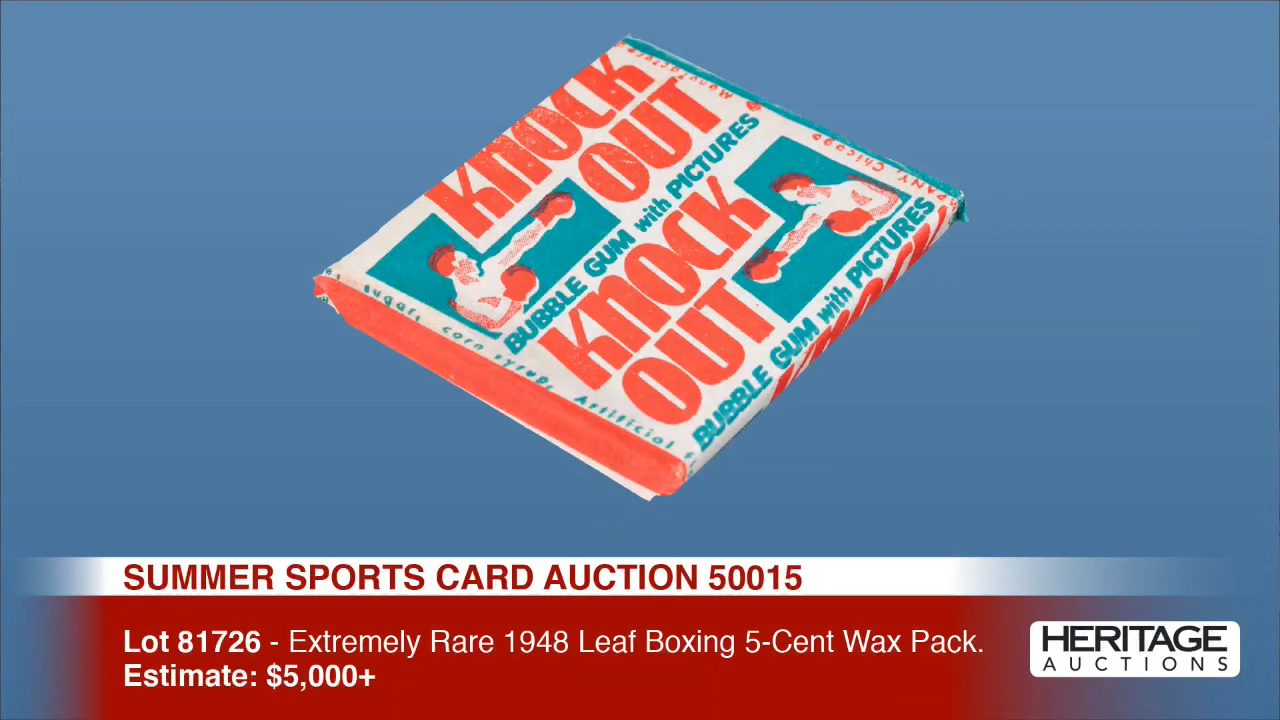 Manufactur
PANY, Chicago
KNOCK
OUT
BUBBLE GUM with PICTURES
KNOCK
OUT
BUBBLE GUM with PICTURES
sugar, corn syrup, Artificial
SUMMER SPORTS CARD AUCTION 50015
Lot 81726 - Extremely Rare 1948 Leaf Boxing 5-Cent Wax Pack.
Estimate: $5,000+
HERITAGE
AUCTIONS